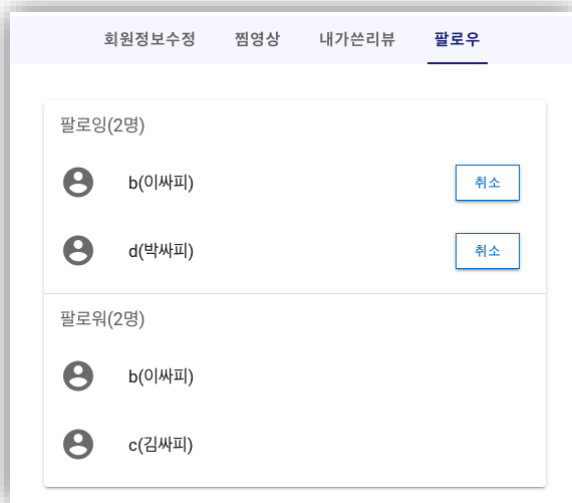 회원정보수정 찜영상 내가쓴리뷰 팔로우
팔로잉(2명)
b(이싸피) 취소
d(박싸피) 취소
팔로워(2명)
b(이싸피)
c(김싸피)